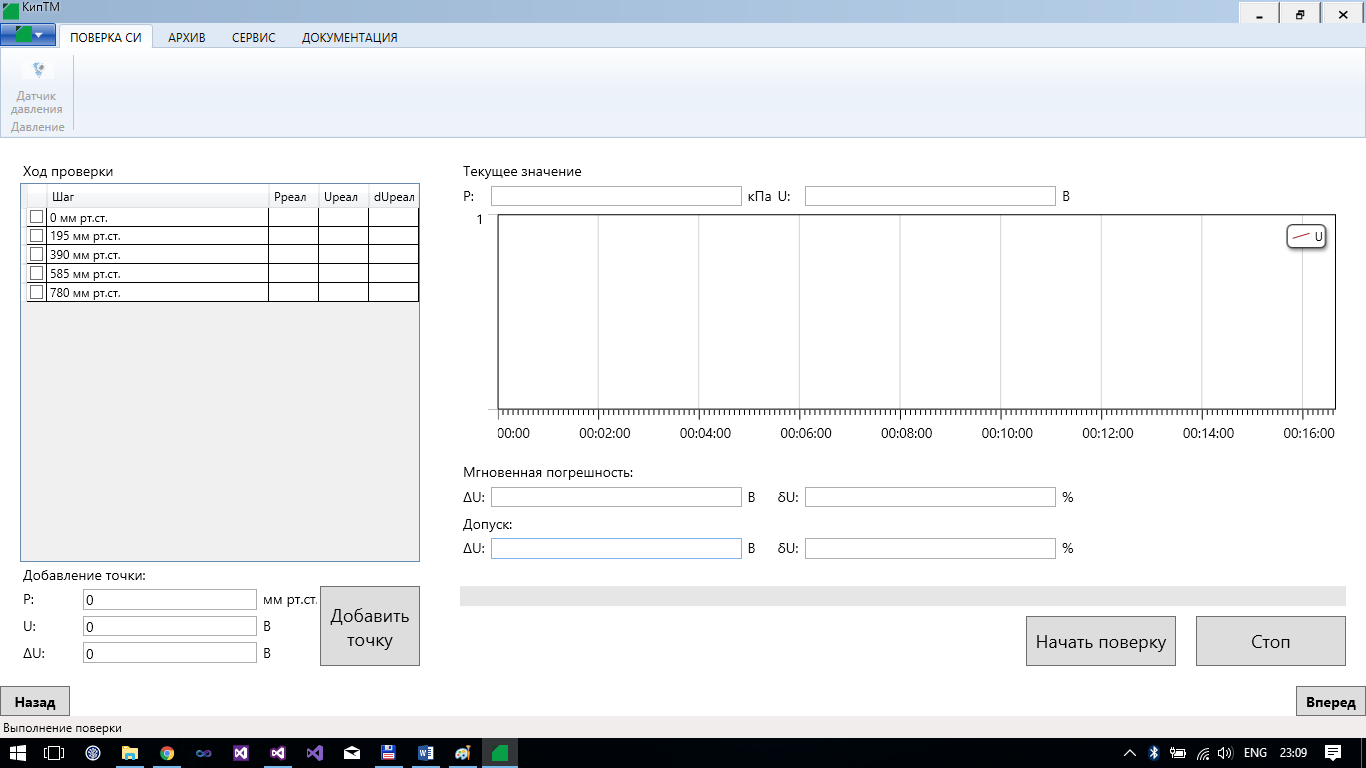 КипТМ
ПОВЕРКА СИ АРХИВ СЕРВИС ДОКУМЕНТАЦИЯ
Датчик
давления
Давление
Ход проверки
Шаг Pреал Uреал dUреал
0 мм рт.ст.
195 мм рт.ст.
390 мм рт.ст.
585 мм рт.ст.
780 мм рт.ст.
Добавление точки:
P: 0 мм рт.ст.
U: 0 В
ΔU: 0 В
Добавить
точку
Текущее значение
P: кПа U: В
1
U
00:00 00:02:00 00:04:00 00:06:00 00:08:00 00:10:00 00:12:00 00:14:00 00:16:00
Мгновенная погрешность:
ΔU: В δU: %
Допуск:
ΔU: В δU: %
Начать поверку Стоп
Назад Вперед
Выполнение поверки
ENG 23:09